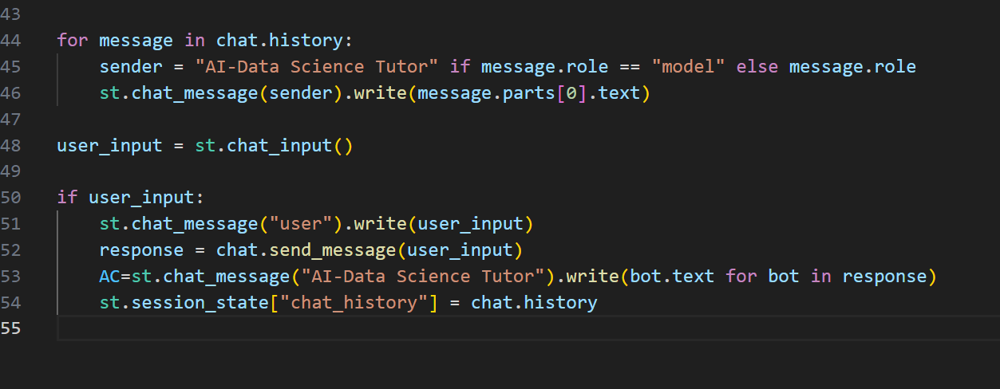 43
44 for message in chat.history:
45     sender = "AI-Data Science Tutor" if message.role == "model" else message.role
46     st.chat_message(sender).write(message.parts[0].text)
47
48 user_input = st.chat_input()
49
50 if user_input:
51     st.chat_message("user").write(user_input)
52     response = chat.send_message(user_input)
53     AC=st.chat_message("AI-Data Science Tutor").write(bot.text for bot in response)
54     st.session_state["chat_history"] = chat.history
55